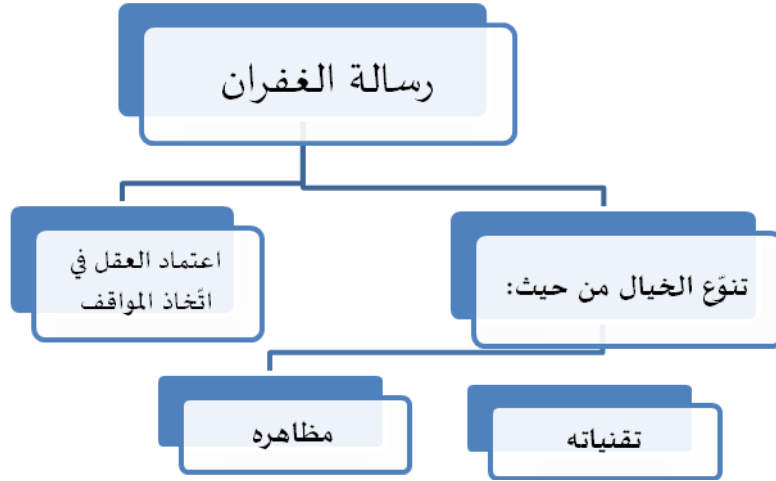 رسالة الغفران
تنوّع الخيال من حيث:
اعتماد العقل في
اتّخاذ المواقف
تقنياته
مظاهره